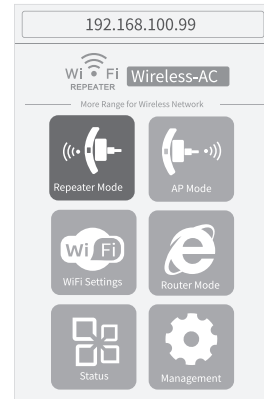 192.168.100.99
Wi Fi
REPEATER
Wireless-AC
More Range for Wireless Network
Repeater Mode
AP Mode
Wi Fi
WiFi Settings
Router Mode
Status
Management